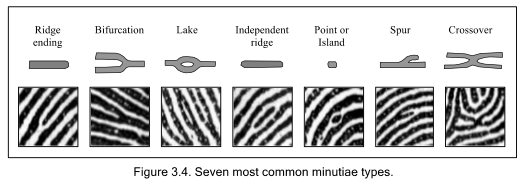 Ridge ending
Bifurcation
Lake
Independent ridge
Point or Island
Spur
Crossover
Figure 3.4. Seven most common minutiae types.